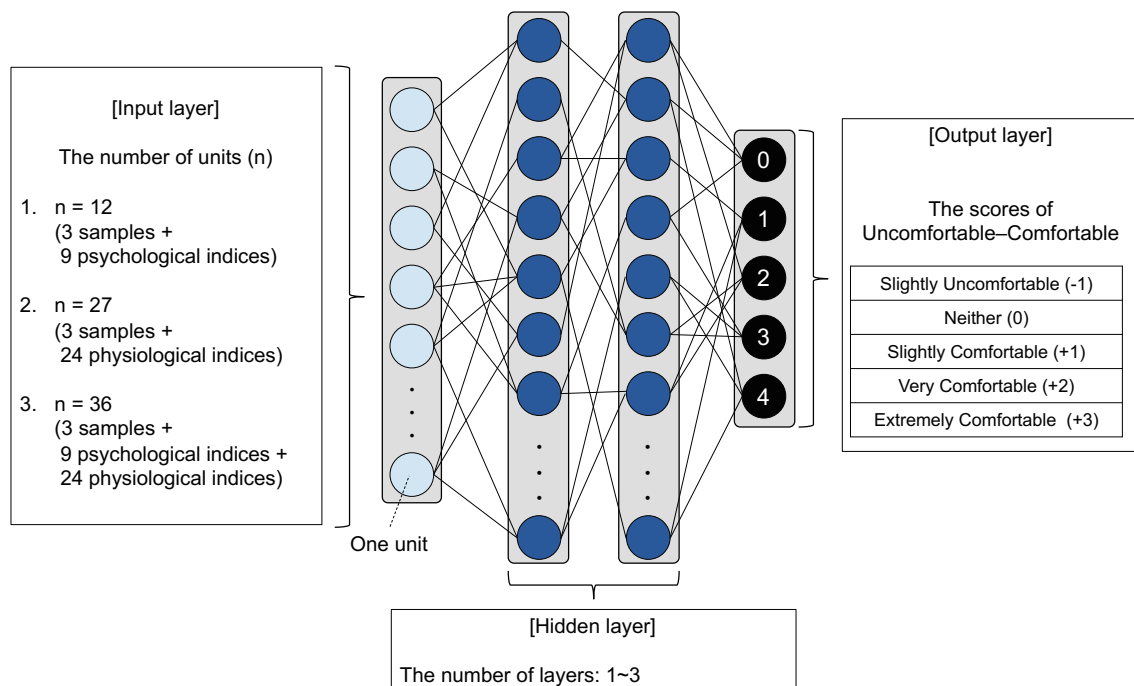 [Input layer]
The number of units (n)
1. n = 12
(3 samples +
9 psychological indices)
2. n = 27
(3 samples +
24 physiological indices)
3. n = 36
(3 samples +
9 psychological indices +
24 physiological indices)
One unit
0
1
2
3
4
[Output layer]
The scores of
Uncomfortable–Comfortable
Slightly Uncomfortable (-1)
Neither (0)
Slightly Comfortable (+1)
Very Comfortable (+2)
Extremely Comfortable (+3)
[Hidden layer]
The number of layers: 1~3